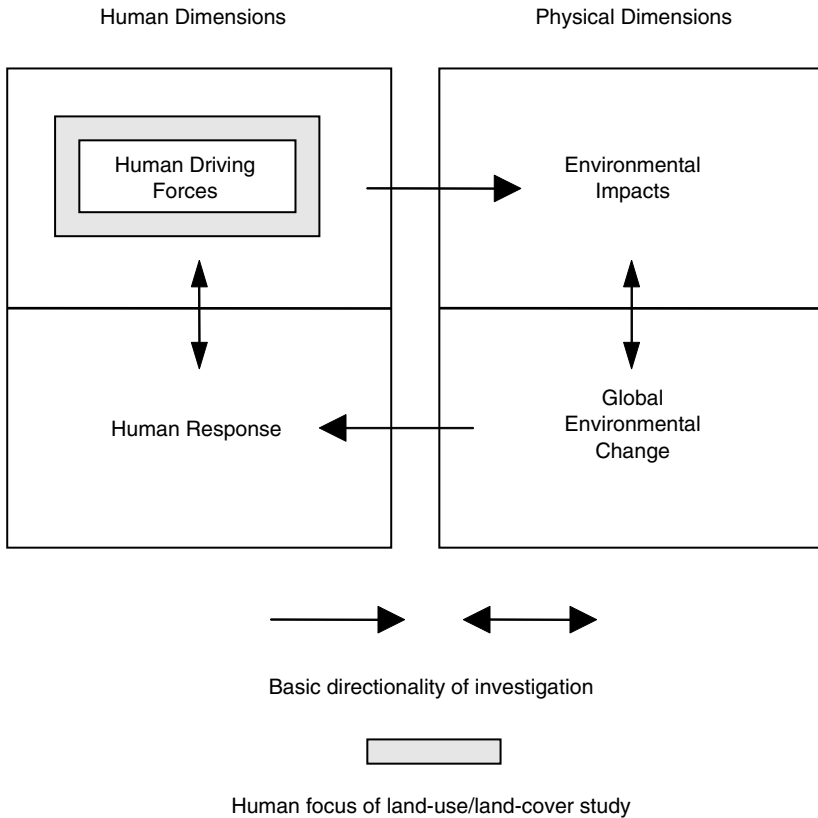 Human Dimensions
Physical Dimensions
Human Driving
Forces
Environmental
Impacts
Human Response
Global
Environmental
Change
Basic directionality of investigation
Human focus of land-use/land-cover study